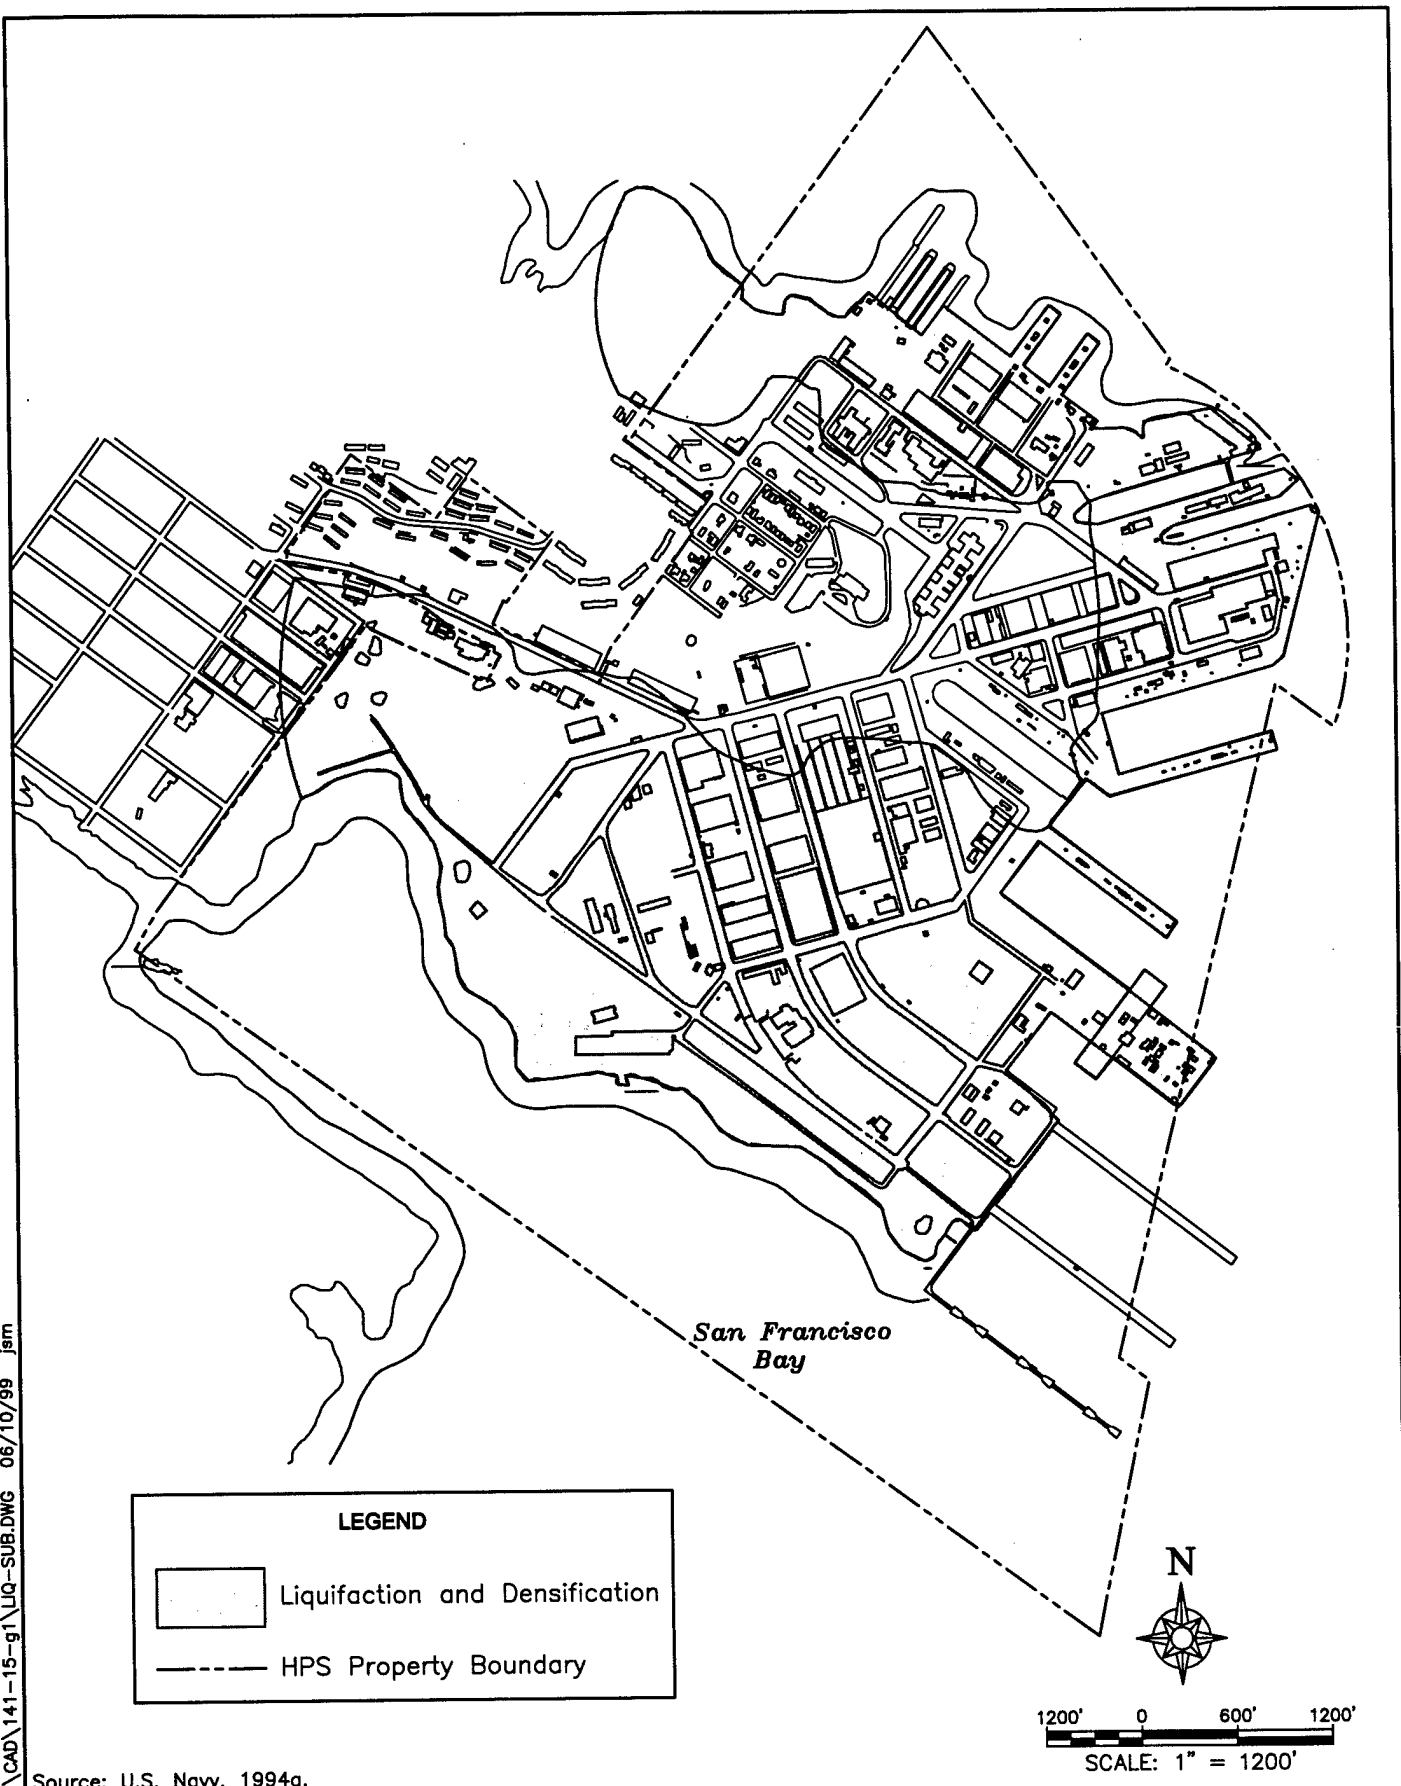 San Francisco
Bay
LEGEND
Liquifaction and Densification
HPS Property Boundary
N
1200' 0 600' 1200'
SCALE: 1" = 1200'
\CAD\141-15-g1\LIQ-SUB.DWG 06/10/99 jsm
Source: U.S. Navy, 1994a.